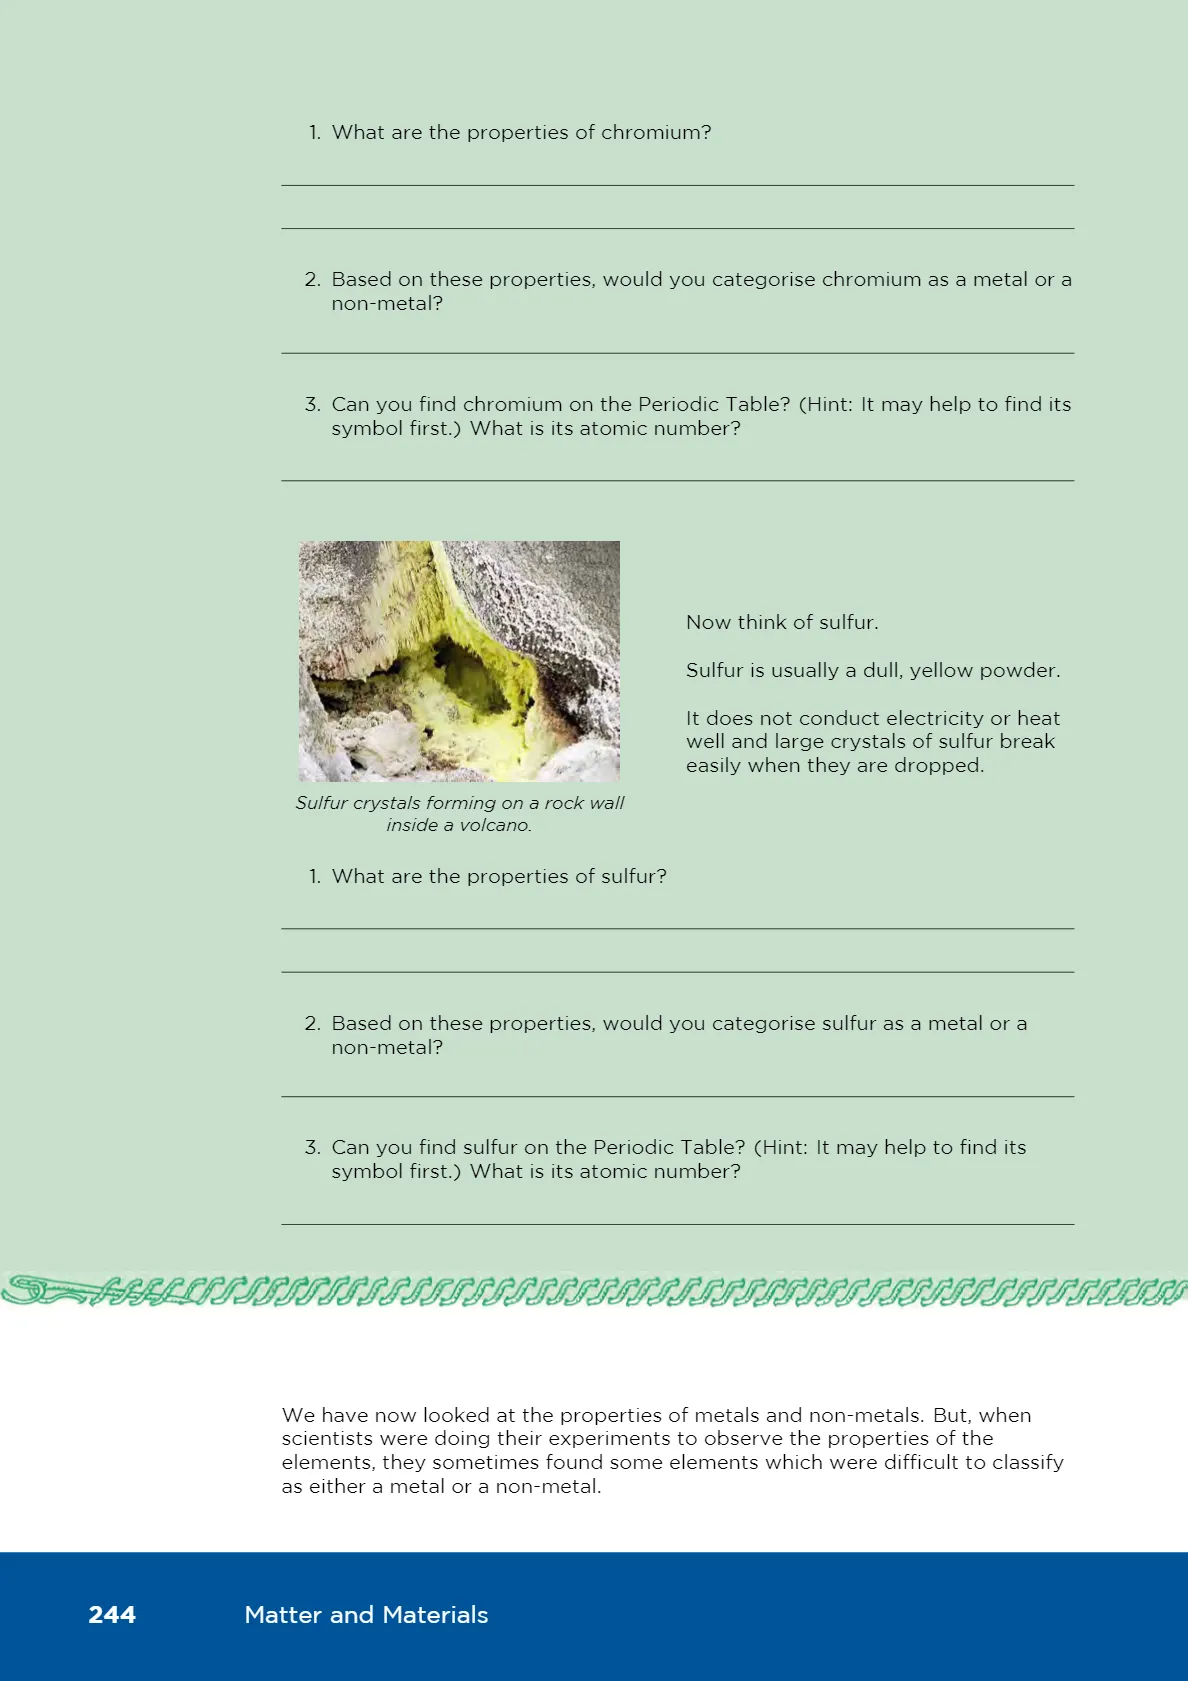 1. What are the properties of chromium?
2. Based on these properties, would you categorise chromium as a metal or a
non-metal?
3. Can you find chromium on the Periodic Table? (Hint: It may help to find its
symbol first.) What is its atomic number?
Now think of sulfur.
Sulfur is usually a dull, yellow powder.
It does not conduct electricity or heat
well and large crystals of sulfur break
easily when they are dropped.
Sulfur crystals forming on a rock wall
inside a volcano.
1. What are the properties of sulfur?
2. Based on these properties, would you categorise sulfur as a metal or a
non-metal?
3. Can you find sulfur on the Periodic Table? (Hint: It may help to find its
symbol first.) What is its atomic number?
We have now looked at the properties of metals and non-metals. But, when
scientists were doing their experiments to observe the properties of the
elements, they sometimes found some elements which were difficult to classify
as either a metal or a non-metal.
244 Matter and Materials